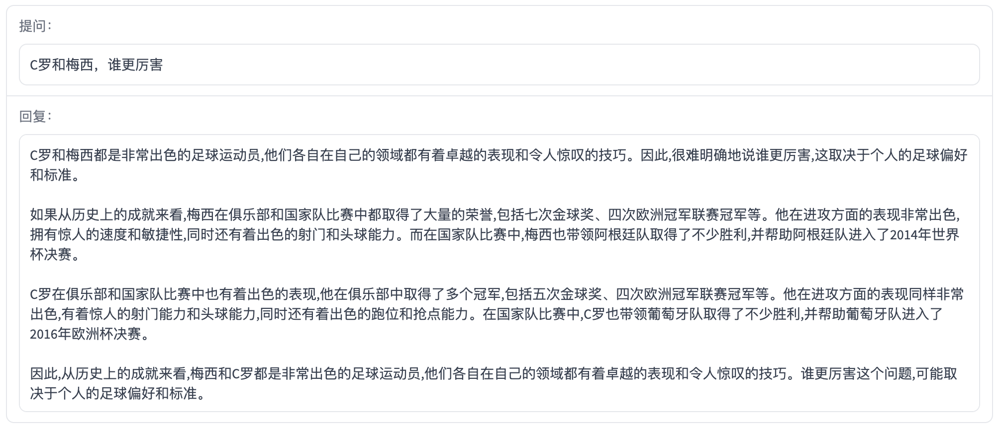 提问：
C罗和梅西，谁更厉害
回复：
C罗和梅西都是非常出色的足球运动员,他们各自在自己的领域都有着卓越的表现和令人惊叹的技巧。因此,很难明确地说谁更厉害,这取决于个人的足球偏好
和标准。
如果从历史上的成就来看,梅西在俱乐部和国家队比赛中都取得了大量的荣誉,包括七次金球奖、四次欧洲冠军联赛冠军等。他在进攻方面的表现非常出色,
拥有惊人的速度和敏捷性,同时还有着出色的射门和头球能力。而在国家队比赛中,梅西也带领阿根廷队取得了不少胜利,并帮助阿根廷队进入了2014年世界
杯决赛。
C罗在俱乐部和国家队比赛中也有着出色的表现,他在俱乐部中取得了多个冠军,包括五次金球奖、四次欧洲冠军联赛冠军等。他在进攻方面的表现同样非常
出色,有着惊人的射门能力和头球能力,同时还有着出色的跑位和抢点能力。在国家队比赛中,C罗也带领葡萄牙队取得了不少胜利,并帮助葡萄牙队进入了
2016年欧洲杯决赛。
因此,从历史上的成就来看,梅西和C罗都是非常出色的足球运动员,他们各自在自己的领域都有着卓越的表现和令人惊叹的技巧。谁更厉害这个问题,可能取
决于个人的足球偏好和标准。